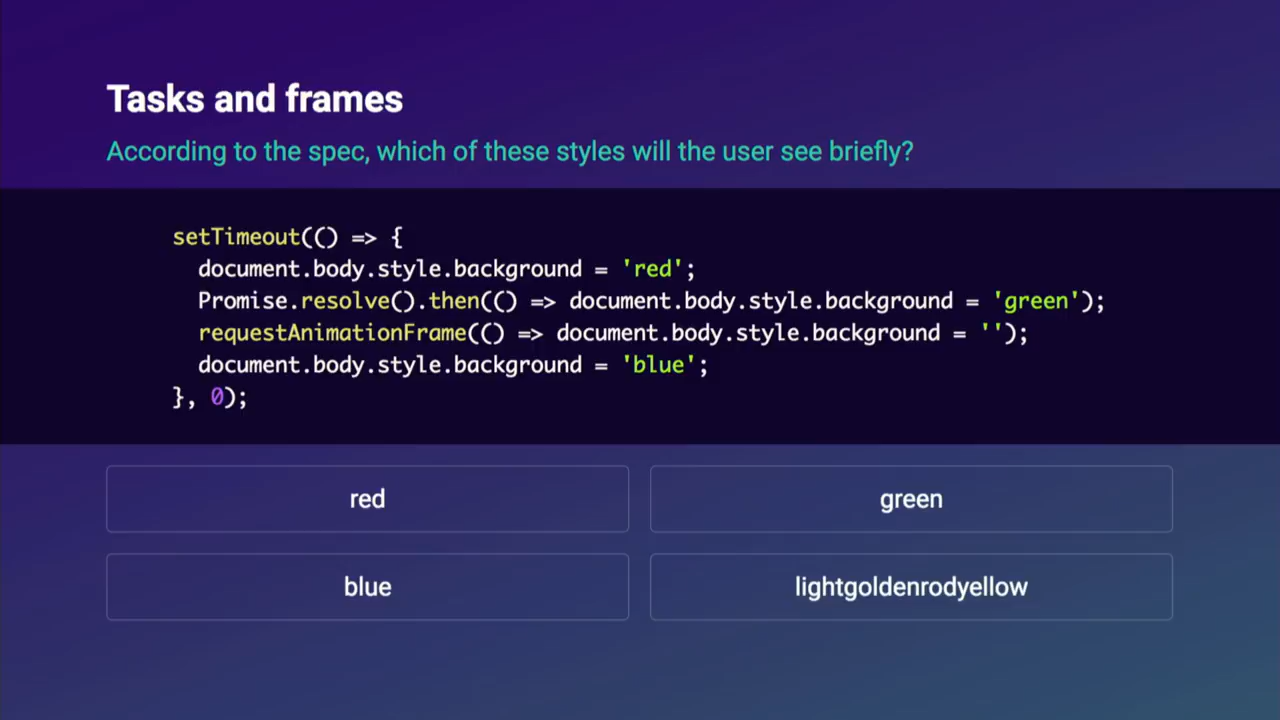 Tasks and frames
According to the spec, which of these styles will the user see briefly?
setTimeout(() => {
  document.body.style.background = 'red';
  Promise.resolve().then(() => document.body.style.background = 'green');
  requestAnimationFrame(() => document.body.style.background = '');
  document.body.style.background = 'blue';
}, 0);
red
green
blue
lightgoldenrodyellow